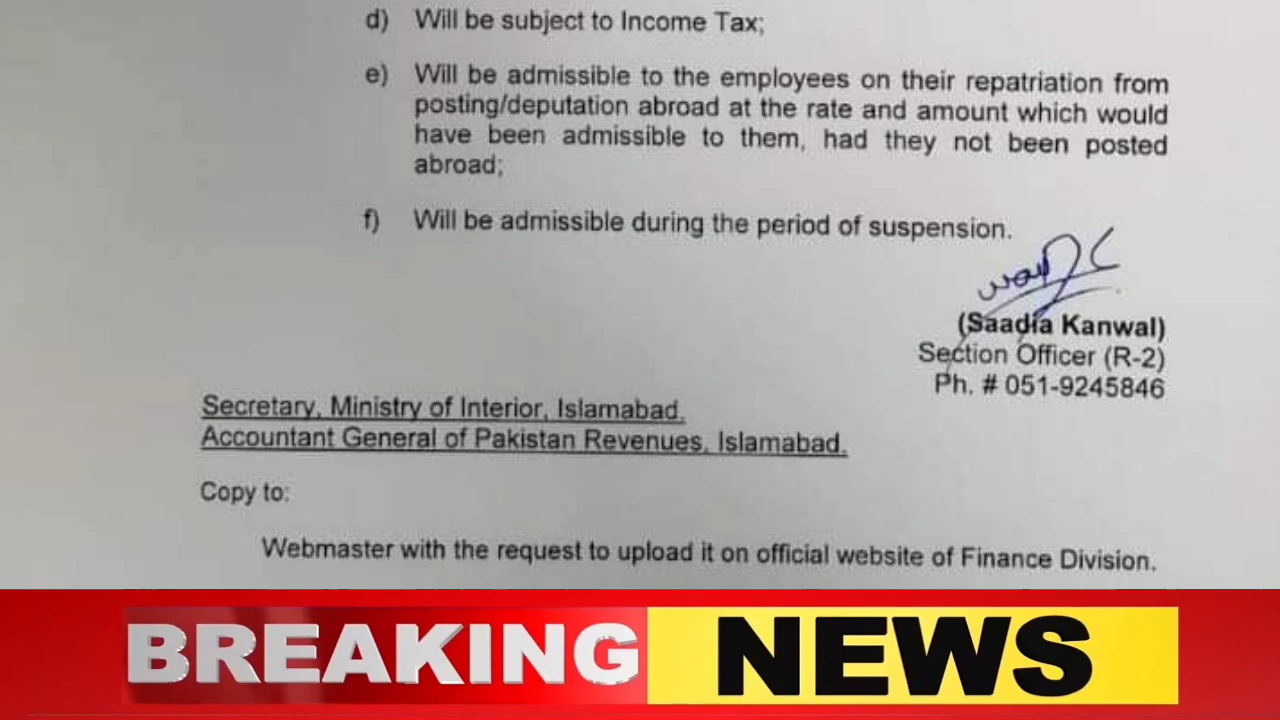 d) Will be subject to Income Tax;
e) Will be admissible to the employees on their repatriation from
posting/deputation abroad at the rate and amount which would
have been admissible to them, had they not been posted
abroad;
f) Will be admissible during the period of suspension.
(Saadia Kanwal)
Section Officer (R-2)
Ph. # 051-9245846
Secretary, Ministry of Interior, Islamabad.
Accountant General of Pakistan Revenues, Islamabad.
Copy to:
Webmaster with the request to upload it on official website of Finance Division.
BREAKING NEWS